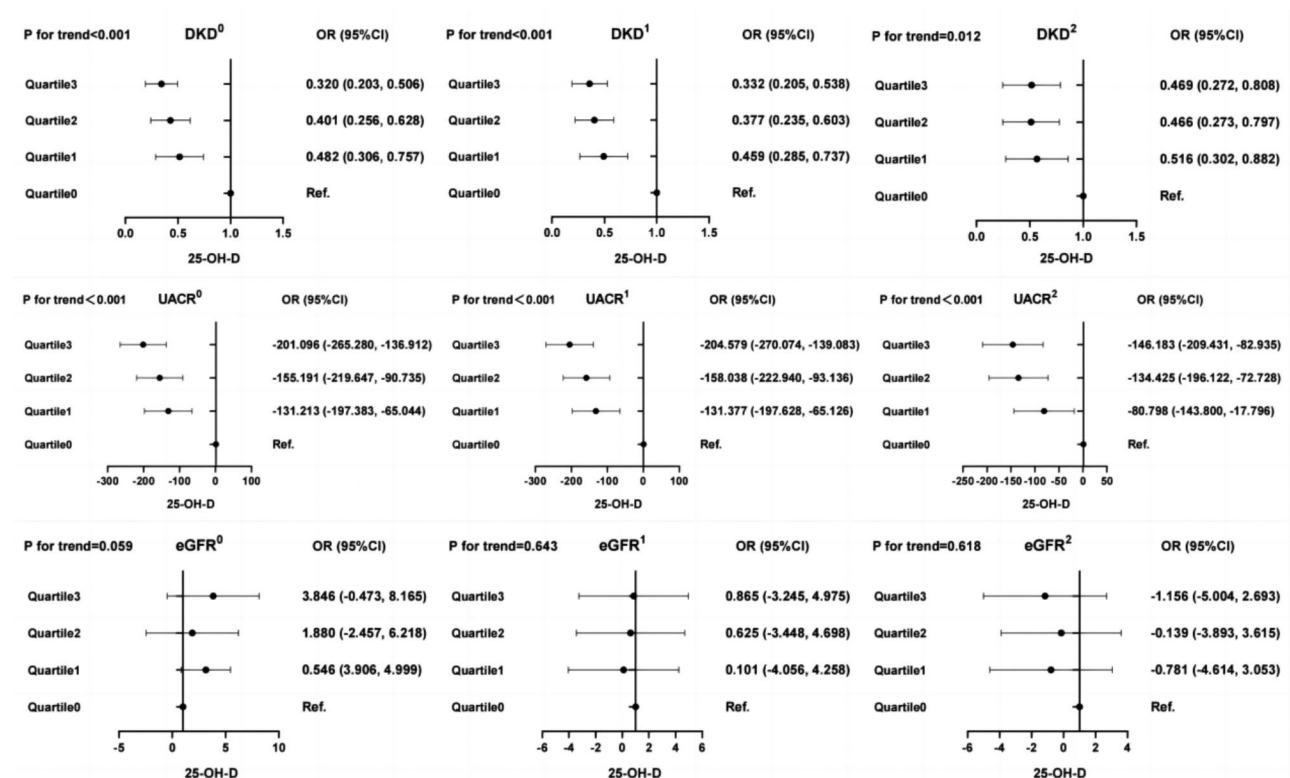 P for trend<0.001 DKD0 OR (95%CI) P for trend<0.001 DKD1 OR (95%CI) P for trend=0.012 DKD2 OR (95%CI)
Quartile3 0.320 (0.203, 0.506) Quartile3 0.332 (0.205, 0.538) Quartile3 0.469 (0.272, 0.808)
Quartile2 0.401 (0.256, 0.628) Quartile2 0.377 (0.235, 0.603) Quartile2 0.466 (0.273, 0.797)
Quartile1 0.482 (0.306, 0.757) Quartile1 0.459 (0.285, 0.737) Quartile1 0.516 (0.302, 0.882)
Quartile0 Ref. Quartile0 Ref. Quartile0 Ref.
0.0 0.5 1.0 1.5 0.0 0.5 1.0 1.5 0.0 0.5 1.0 1.5
25-OH-D 25-OH-D 25-OH-D
P for trend<0.001 UACR0 OR (95%CI) P for trend<0.001 UACR1 OR (95%CI) P for trend<0.001 UACR2 OR (95%CI)
Quartile3 -201.096 (-265.280, -136.912) Quartile3 -204.579 (-270.074, -139.083) Quartile3 -146.183 (-209.431, -82.935)
Quartile2 -155.191 (-219.647, -90.735) Quartile2 -158.038 (-222.940, -93.136) Quartile2 -134.425 (-196.122, -72.728)
Quartile1 -131.213 (-197.383, -65.044) Quartile1 -131.377 (-197.628, -65.126) Quartile1 -80.798 (-143.800, -17.796)
Quartile0 Ref. Quartile0 Ref. Quartile0 Ref.
-300 -200 -100 0 100 -300 -200 -100 0 100 -250 -200 -150 -100 -50 0 50
25-OH-D 25-OH-D 25-OH-D
P for trend=0.059 eGFR0 OR (95%CI) P for trend=0.643 eGFR1 OR (95%CI) P for trend=0.618 eGFR2 OR (95%CI)
Quartile3 3.846 (-0.473, 8.165) Quartile3 0.865 (-3.245, 4.975) Quartile3 -1.156 (-5.004, 2.693)
Quartile2 1.880 (-2.457, 6.218) Quartile2 0.625 (-3.448, 4.698) Quartile2 -0.139 (-3.893, 3.615)
Quartile1 0.546 (3.906, 4.999) Quartile1 0.101 (-4.056, 4.258) Quartile1 -0.781 (-4.614, 3.053)
Quartile0 Ref. Quartile0 Ref. Quartile0 Ref.
-5 0 5 10 -6 -4 -2 0 2 4 6 -6 -4 -2 0 2 4
25-OH-D 25-OH-D 25-OH-D